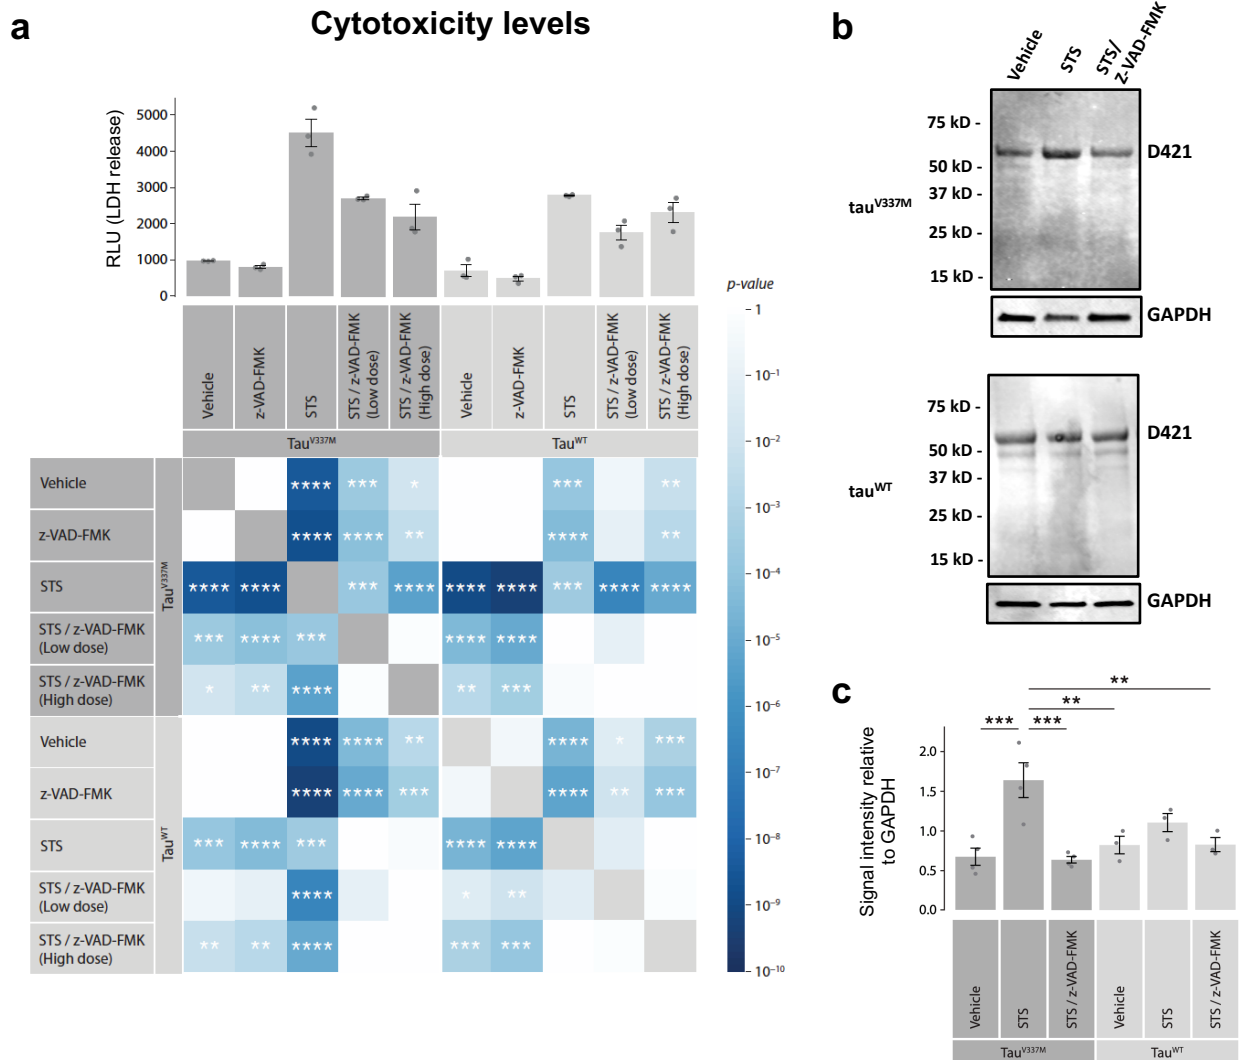 a
Cytotoxicity levels
RLU (LDH release)
5000
4000
3000
2000
1000
0
Vehicle
z-VAD-FMK
STS
STS / z-VAD-FMK
(Low dose)
STS / z-VAD-FMK
(High dose)
Vehicle
z-VAD-FMK
STS
STS / z-VAD-FMK
(Low dose)
STS / z-VAD-FMK
(High dose)
Tau^V337M
Tau^WT
Vehicle
**** *** * *** **
z-VAD-FMK
**** **** ** **** **
STS
**** **** *** **** **** **** *** **** ****
STS / z-VAD-FMK
(Low dose)
*** **** *** **** ****
STS / z-VAD-FMK
(High dose)
* ** **** ** ***
Tau^V337M
Vehicle
**** **** ** **** * ***
z-VAD-FMK
**** **** *** **** ** ***
STS
*** **** *** **** ****
STS / z-VAD-FMK
(Low dose)
**** * **
STS / z-VAD-FMK
(High dose)
** ** **** *** ***
Tau^WT
p-value
1
10^–1
10^–2
10^–3
10^–4
10^–5
10^–6
10^–7
10^–8
10^–9
10^–10
b
Vehicle
STS
STS/
z-VAD-FMK
tau^V337M
75 kD -
50 kD -
37 kD -
25 kD -
15 kD -
D421
GAPDH
tau^WT
75 kD -
50 kD -
37 kD -
25 kD -
15 kD -
D421
GAPDH
c
Signal intensity relative
to GAPDH
2.0
1.5
1.0
0.5
0.0
**
**
*** ***
Vehicle
STS
STS / z-VAD-FMK
Vehicle
STS
STS / z-VAD-FMK
Tau^V337M
Tau^WT